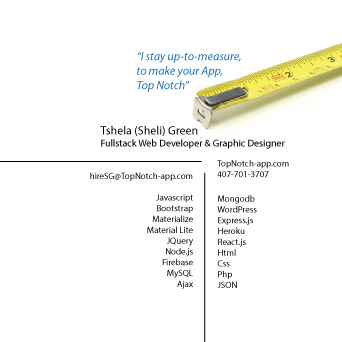 “I stay up-to-measure,
to make your App,
Top Notch”
2
3
Tshela (Sheli) Green
Fullstack Web Developer & Graphic Designer
hireSG@TopNotch-app.com
TopNotch-app.com
407-701-3707
Javascript
Bootstrap
Materialize
Material Lite
JQuery
Node.js
Firebase
MySQL
Ajax
Mongodb
WordPress
Express.js
Heroku
React.js
Html
Css
Php
JSON